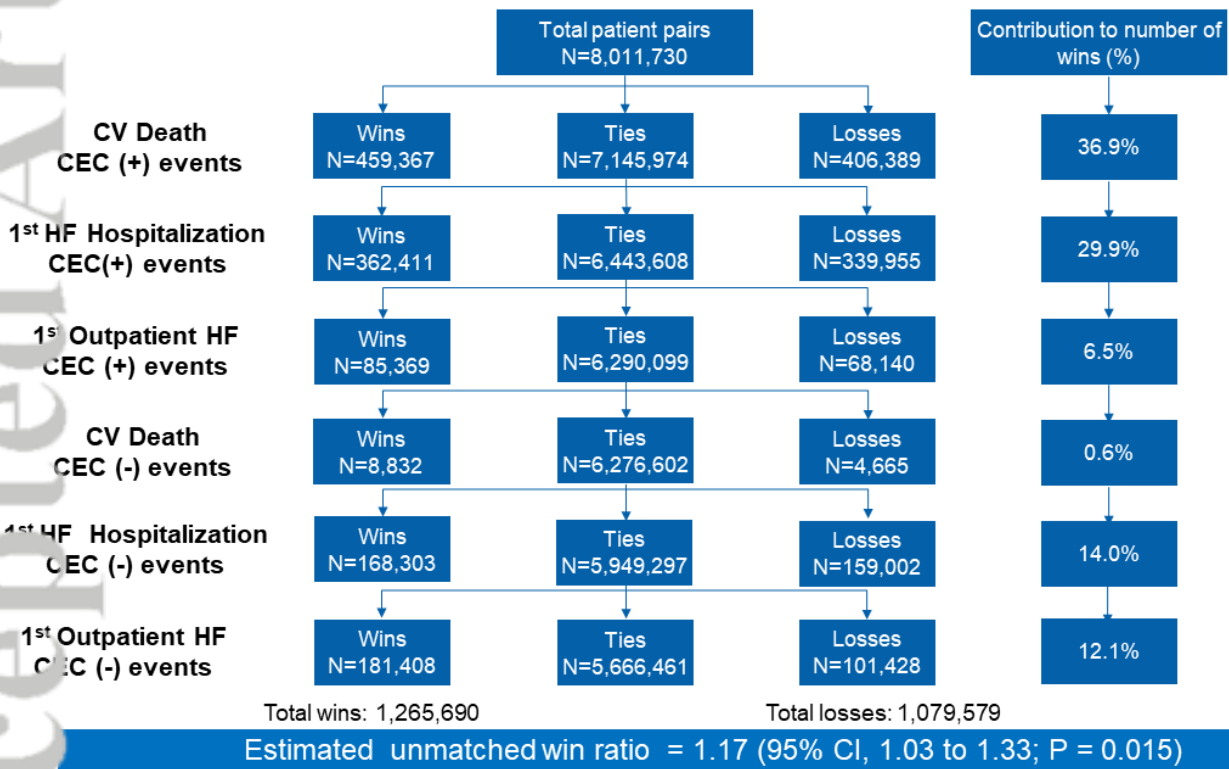 Total patient pairs
N=8,011,730
Contribution to number of
wins (%)
CV Death
CEC (+) events
Wins
N=459,367
Ties
N=7,145,974
Losses
N=406,389
36.9%
1st HF Hospitalization
CEC(+) events
Wins
N=362,411
Ties
N=6,443,608
Losses
N=339,955
29.9%
1st Outpatient HF
CEC (+) events
Wins
N=85,369
Ties
N=6,290,099
Losses
N=68,140
6.5%
CV Death
CEC (-) events
Wins
N=8,832
Ties
N=6,276,602
Losses
N=4,665
0.6%
1st HF Hospitalization
CEC (-) events
Wins
N=168,303
Ties
N=5,949,297
Losses
N=159,002
14.0%
1st Outpatient HF
CEC (-) events
Wins
N=181,408
Ties
N=5,666,461
Losses
N=101,428
12.1%
Total wins: 1,265,690
Total losses: 1,079,579
Estimated unmatched win ratio = 1.17 (95% CI, 1.03 to 1.33; P = 0.015)